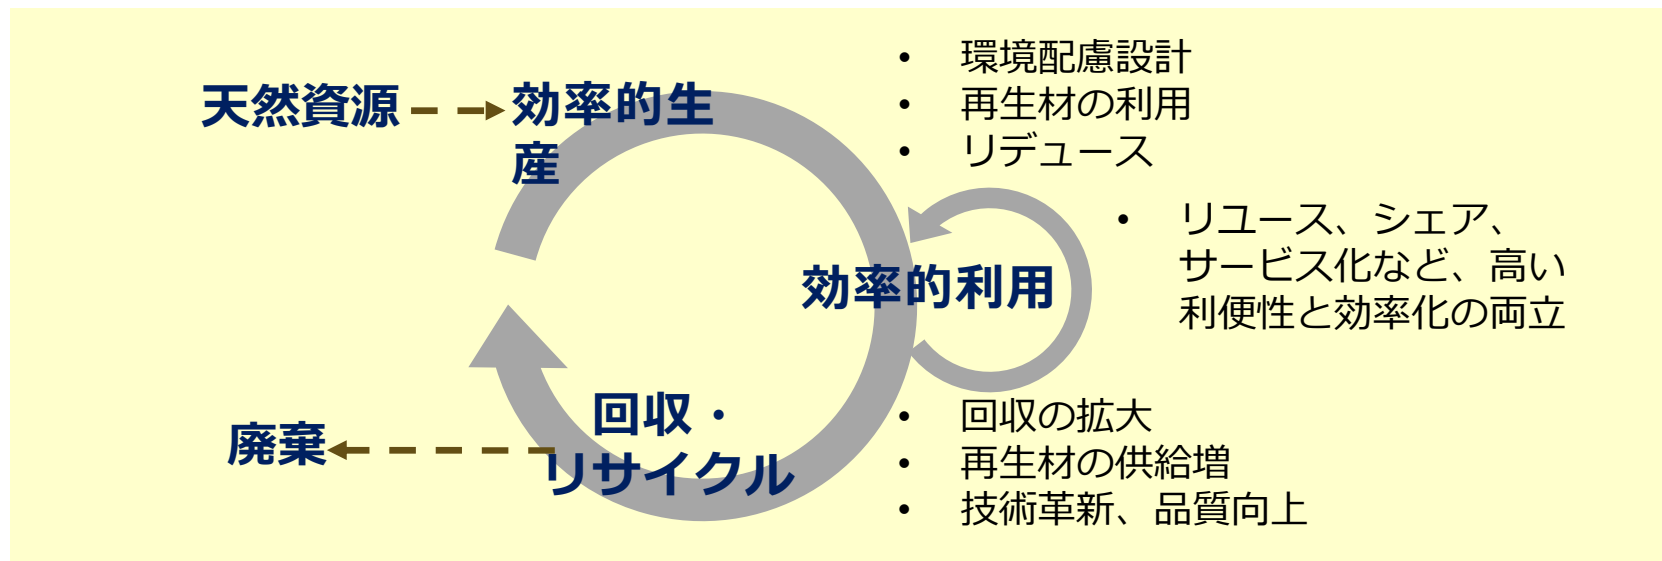 天然資源
効率的生
産
• 環境配慮設計
• 再生材の利用
• リデュース
• リユース、シェア、
サービス化など、高い
利便性と効率化の両立
効率的利用
回収・
リサイクル
廃棄
• 回収の拡大
• 再生材の供給増
• 技術革新、品質向上